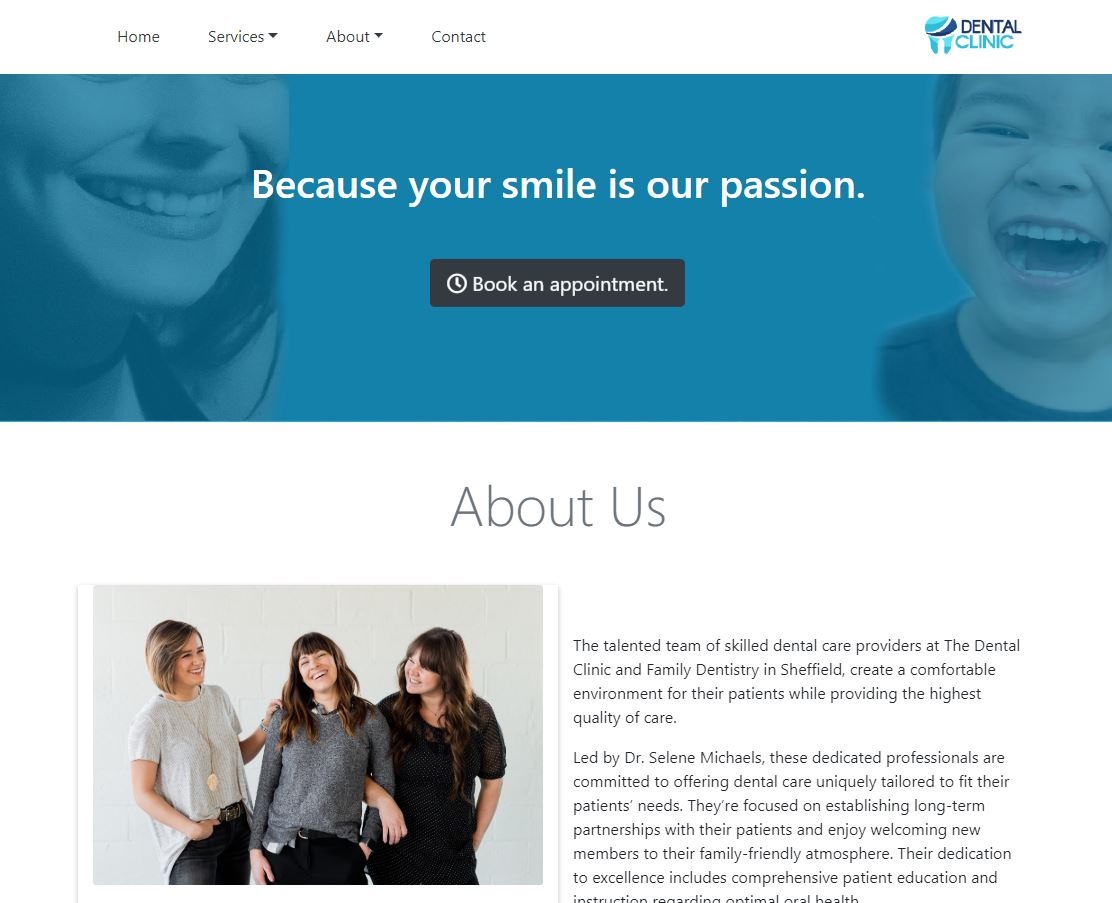 Home Services About Contact
DENTAL
CLINIC
Because your smile is our passion.
Book an appointment.
About Us
The talented team of skilled dental care providers at The Dental
Clinic and Family Dentistry in Sheffield, create a comfortable
environment for their patients while providing the highest
quality of care.
Led by Dr. Selene Michaels, these dedicated professionals are
committed to offering dental care uniquely tailored to fit their
patients’ needs. They’re focused on establishing long-term
partnerships with their patients and enjoy welcoming new
members to their family-friendly atmosphere. Their dedication
to excellence includes comprehensive patient education and
instruction regarding optimal oral health.